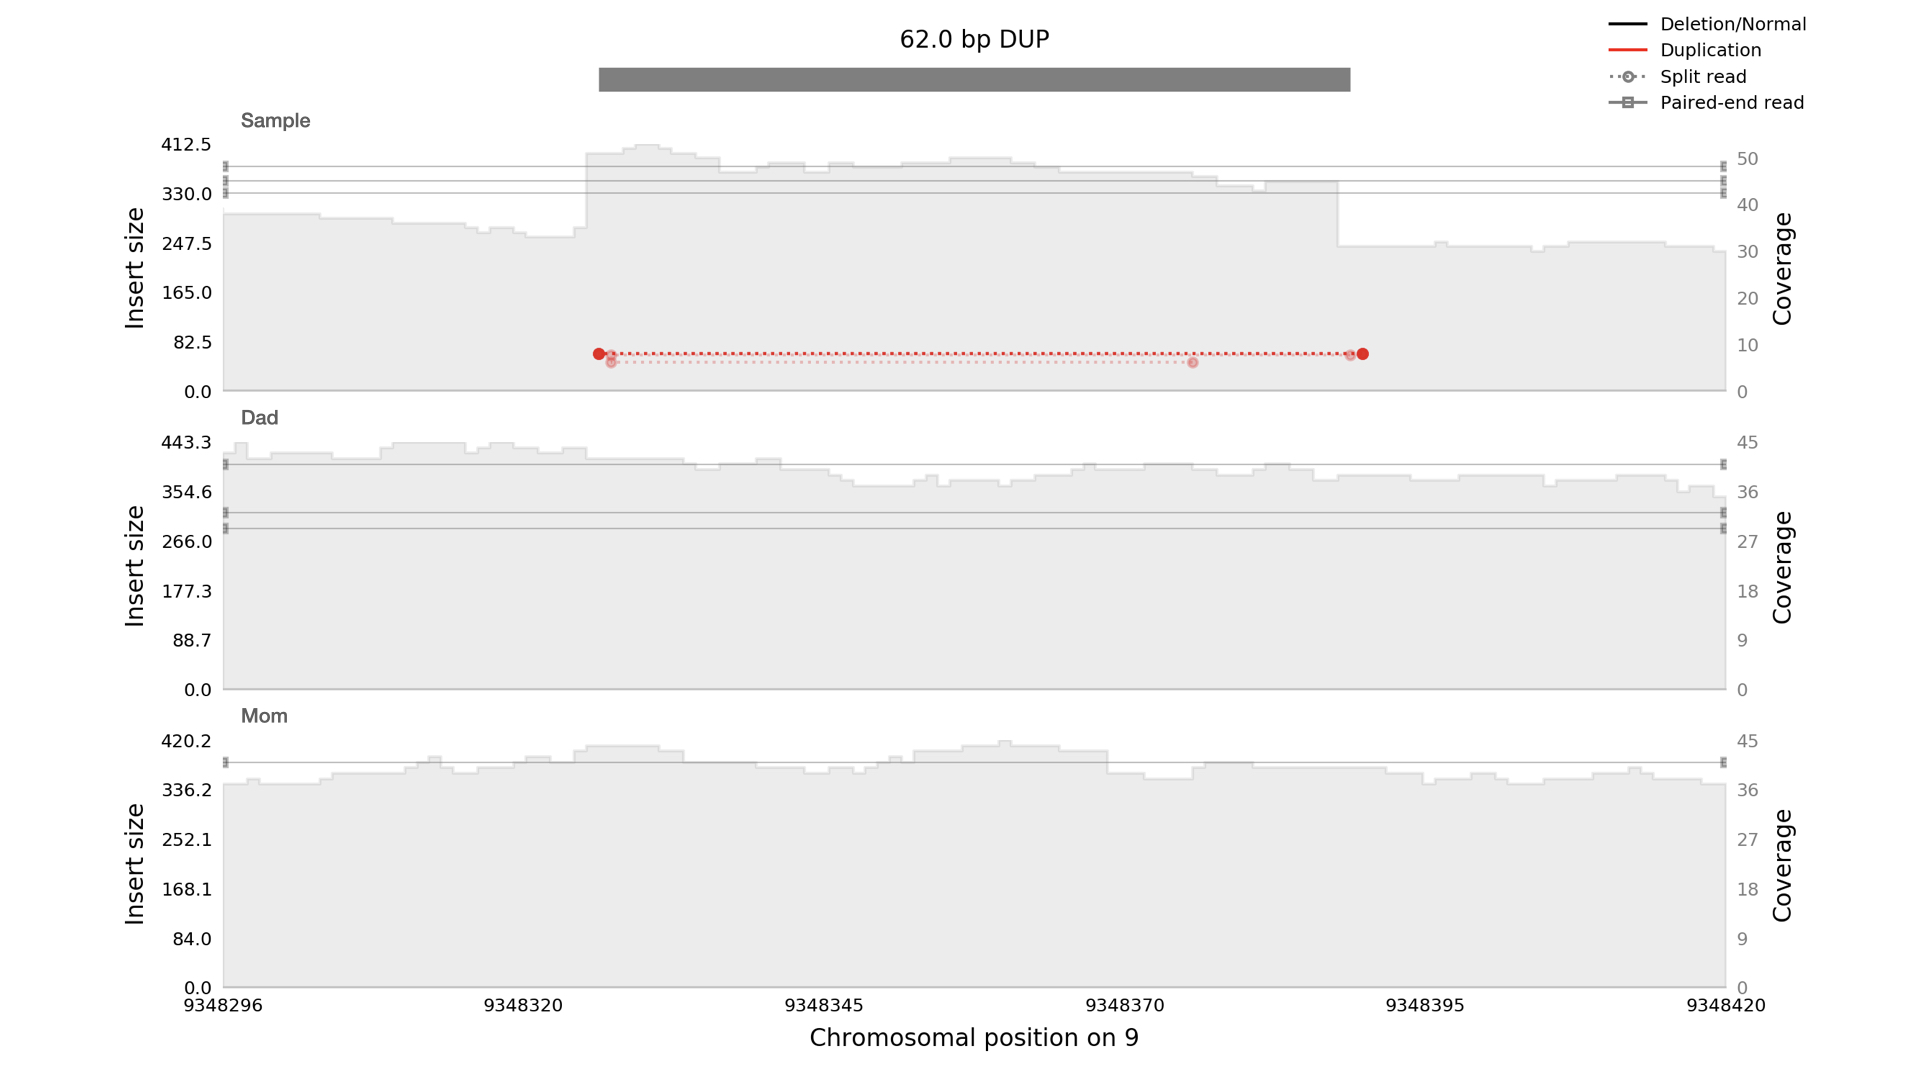 62.0 bp DUP
Deletion/Normal
Duplication
Split read
Paired-end read
Sample
412.5
330.0
247.5
165.0
82.5
0.0
Insert size
50
40
30
20
10
0
Coverage
Dad
443.3
354.6
266.0
177.3
88.7
0.0
Insert size
45
36
27
18
9
0
Coverage
Mom
420.2
336.2
252.1
168.1
84.0
0.0
Insert size
45
36
27
18
9
0
Coverage
9348296 9348320 9348345 9348370 9348395 9348420
Chromosomal position on 9